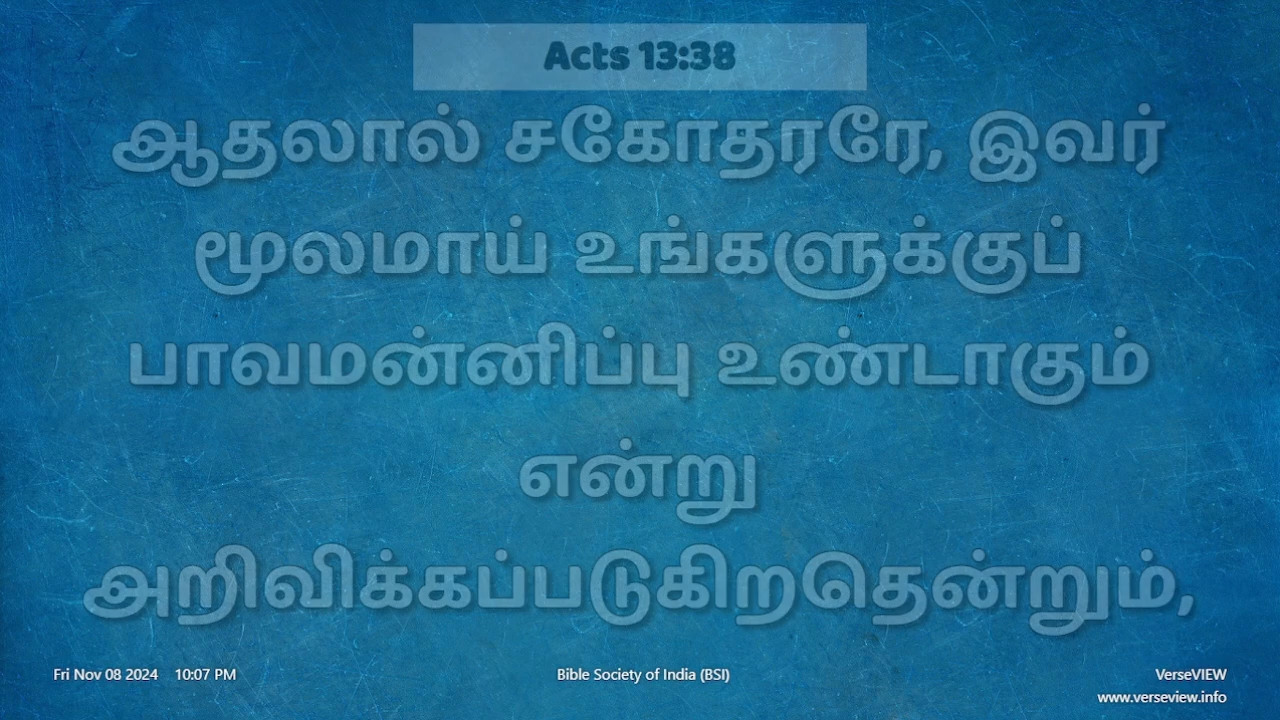 Acts 13:38
ஆதலால் சகோதரரே, இவர்
மூலமாய் உங்களுக்குப்
பாவமன்னிப்பு உண்டாகும்
என்று
அறிவிக்கப்படுகிறதென்றும்,
Fri Nov 08 2024 10:07 PM
Bible Society of India (BSI)
VerseVIEW
www.verseview.info